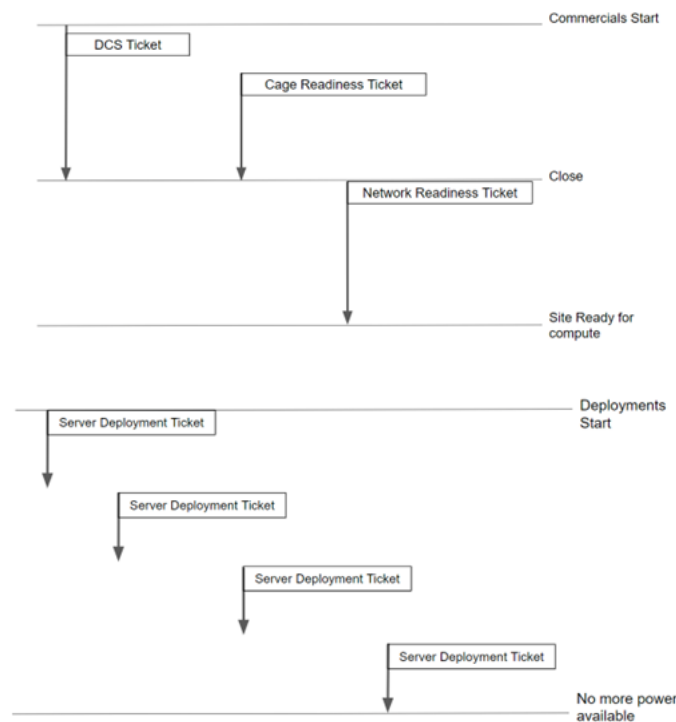 Commercials Start
DCS Ticket
Cage Readiness Ticket
Close
Network Readiness Ticket
Site Ready for
compute
Deployments
Start
Server Deployment Ticket
Server Deployment Ticket
Server Deployment Ticket
Server Deployment Ticket
No more power
available